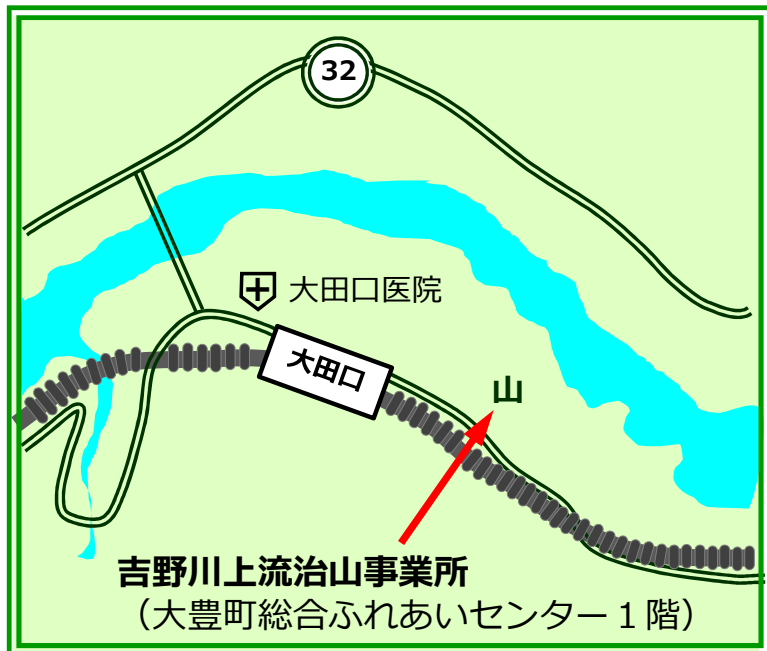 32
大田口医院
大田口
山
吉野川上流治山事業所
（大豊町総合ふれあいセンター１階）